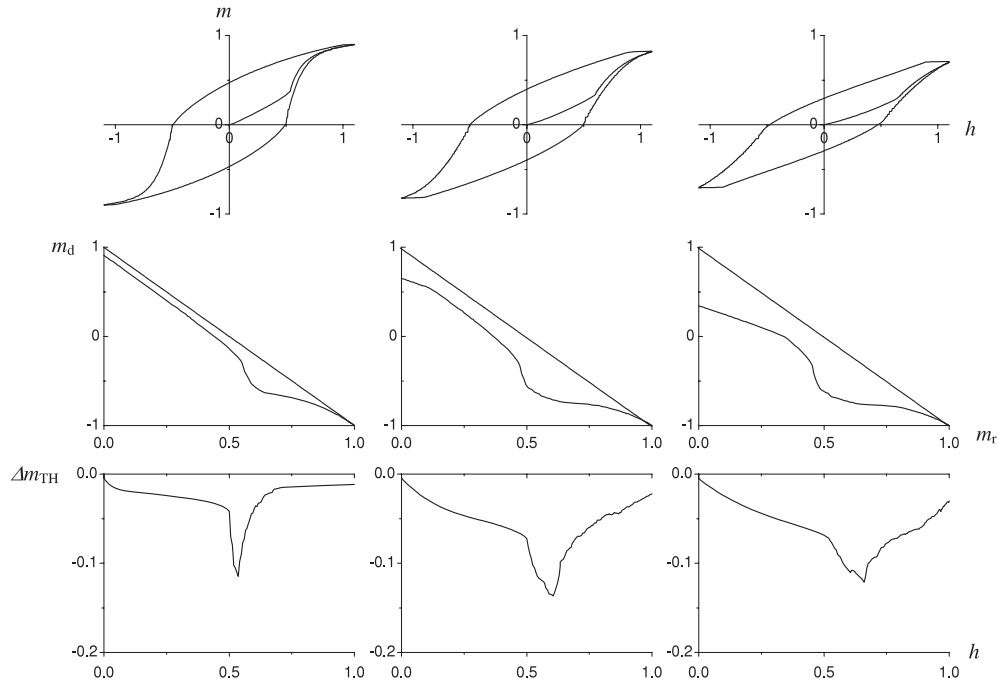 m
1 1 1
-1 0 1 -1 0 1 -1 0 1 h
0 0 0
-1 -1 -1
m_d 1 1 1
0 0 0
-1 -1 -1
0.0 0.5 1.0 0.0 0.5 1.0 0.0 0.5 1.0 m_r
Δm_TH 0.0 0.0 0.0
-0.1 -0.1 -0.1
-0.2 -0.2 -0.2
0.0 0.5 1.0 0.0 0.5 1.0 0.0 0.5 1.0 h